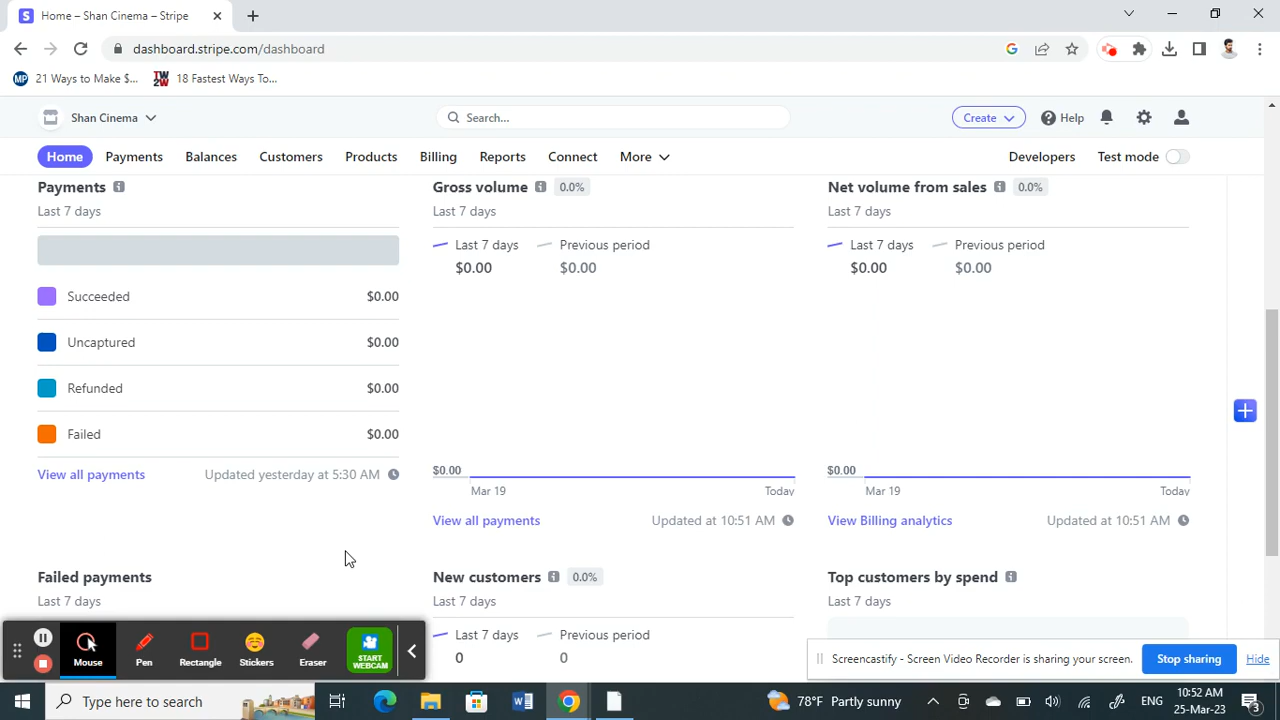 Home – Shan Cinema – Stripe
dashboard.stripe.com/dashboard
21 Ways to Make $...
18 Fastest Ways To...
Shan Cinema
Search...
Create
Help
Home
Payments
Balances
Customers
Products
Billing
Reports
Connect
More
Developers
Test mode
Payments
Last 7 days
Succeeded $0.00
Uncaptured $0.00
Refunded $0.00
Failed $0.00
View all payments
Updated yesterday at 5:30 AM
Gross volume 0.0%
Last 7 days
Last 7 days Previous period
$0.00 $0.00
$0.00
Mar 19 Today
View all payments
Updated at 10:51 AM
Net volume from sales 0.0%
Last 7 days
Last 7 days Previous period
$0.00 $0.00
$0.00
Mar 19 Today
View Billing analytics
Updated at 10:51 AM
Failed payments
Last 7 days
New customers 0.0%
Last 7 days
Last 7 days Previous period
0 0
Top customers by spend
Last 7 days
Mouse
Pen
Rectangle
Stickers
Eraser
START
WEBCAM
Screencastify - Screen Video Recorder is sharing your screen.
Stop sharing
Hide
Type here to search
78°F Partly sunny
ENG
10:52 AM
25-Mar-23
3